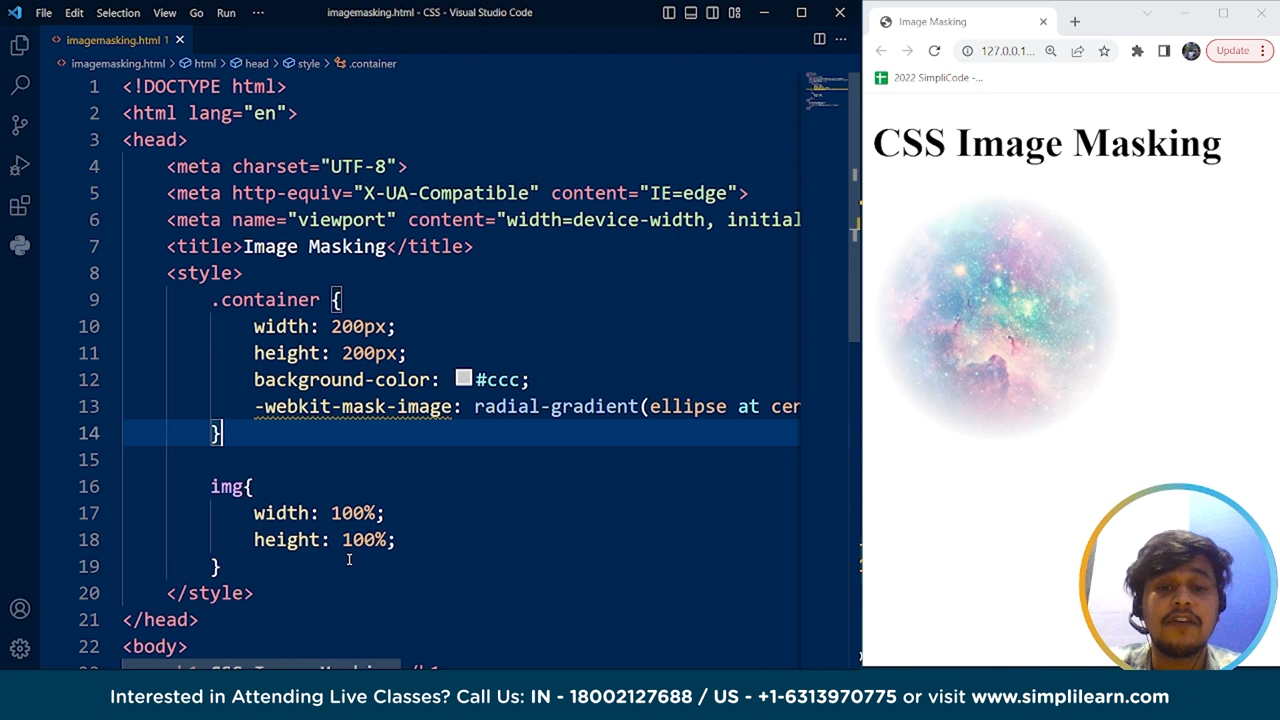 File Edit Selection View Go Run ··· imagemasking.html - CSS - Visual Studio Code
imagemasking.html 1
imagemasking.html > html > head > style > .container
1 <!DOCTYPE html>
2 <html lang="en">
3 <head>
4 <meta charset="UTF-8">
5 <meta http-equiv="X-UA-Compatible" content="IE=edge">
6 <meta name="viewport" content="width=device-width, initial
7 <title>Image Masking</title>
8 <style>
9 .container {
10 width: 200px;
11 height: 200px;
12 background-color: #ccc;
13 -webkit-mask-image: radial-gradient(ellipse at cen
14 }
15
16 img{
17 width: 100%;
18 height: 100%;
19 }
20 </style>
21 </head>
22 <body>
Image Masking
127.0.0.1...
Update
2022 SimpliCode -...
CSS Image Masking
Interested in Attending Live Classes? Call Us: IN - 18002127688 / US - +1-6313970775 or visit www.simplilearn.com